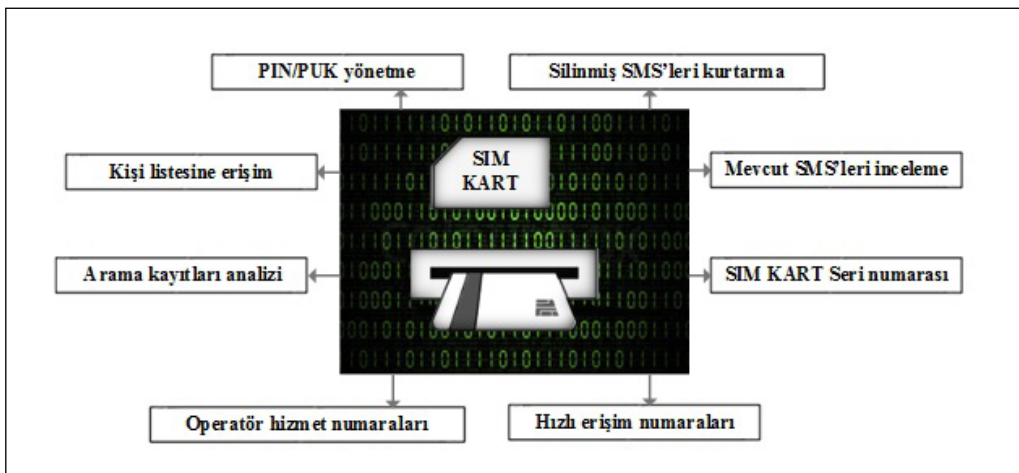 PIN/PUK yönetme
Silinmiş SMS'leri kurtarma
Kişi listesine erişim
SIM
KART
Mevcut SMS'leri inceleme
Arama kayıtları analizi
SIM KART Seri numarası
Operatör hizmet numaraları
Hızlı erişim numaraları